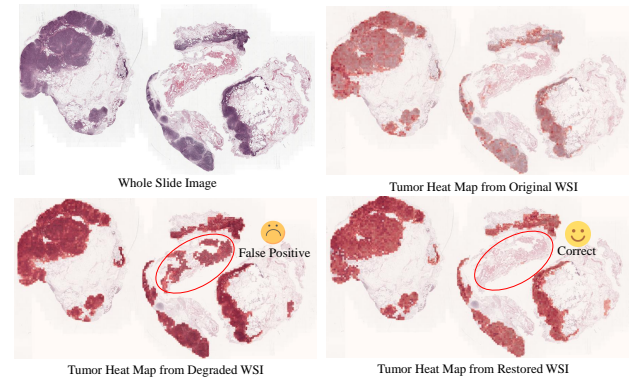 Whole Slide Image
Tumor Heat Map from Original WSI
False Positive
Correct
Tumor Heat Map from Degraded WSI
Tumor Heat Map from Restored WSI